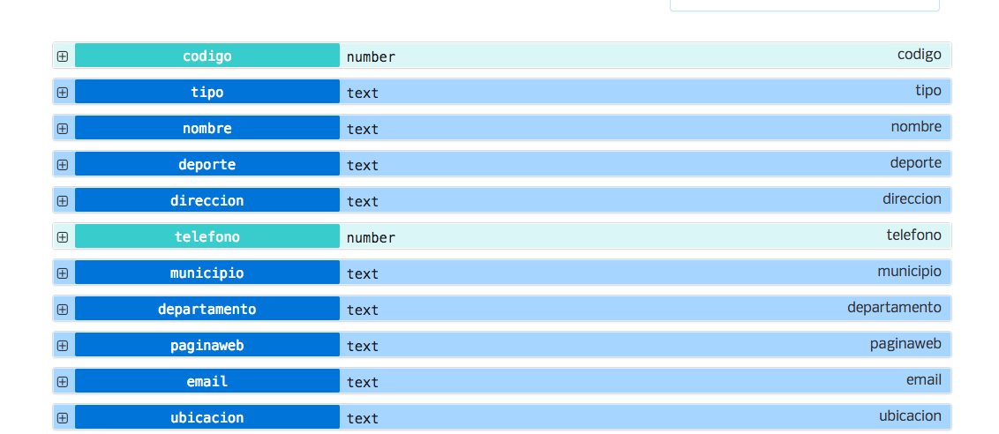 codigo number codigo
tipo text tipo
nombre text nombre
deporte text deporte
direccion text direccion
telefono number telefono
municipio text municipio
departamento text departamento
paginaweb text paginaweb
email text email
ubicacion text ubicacion